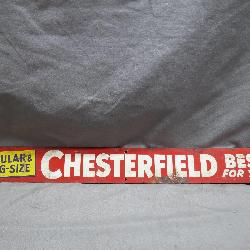 ULAR &
G-SIZE
CHESTERFIELD
BES
FOR Y